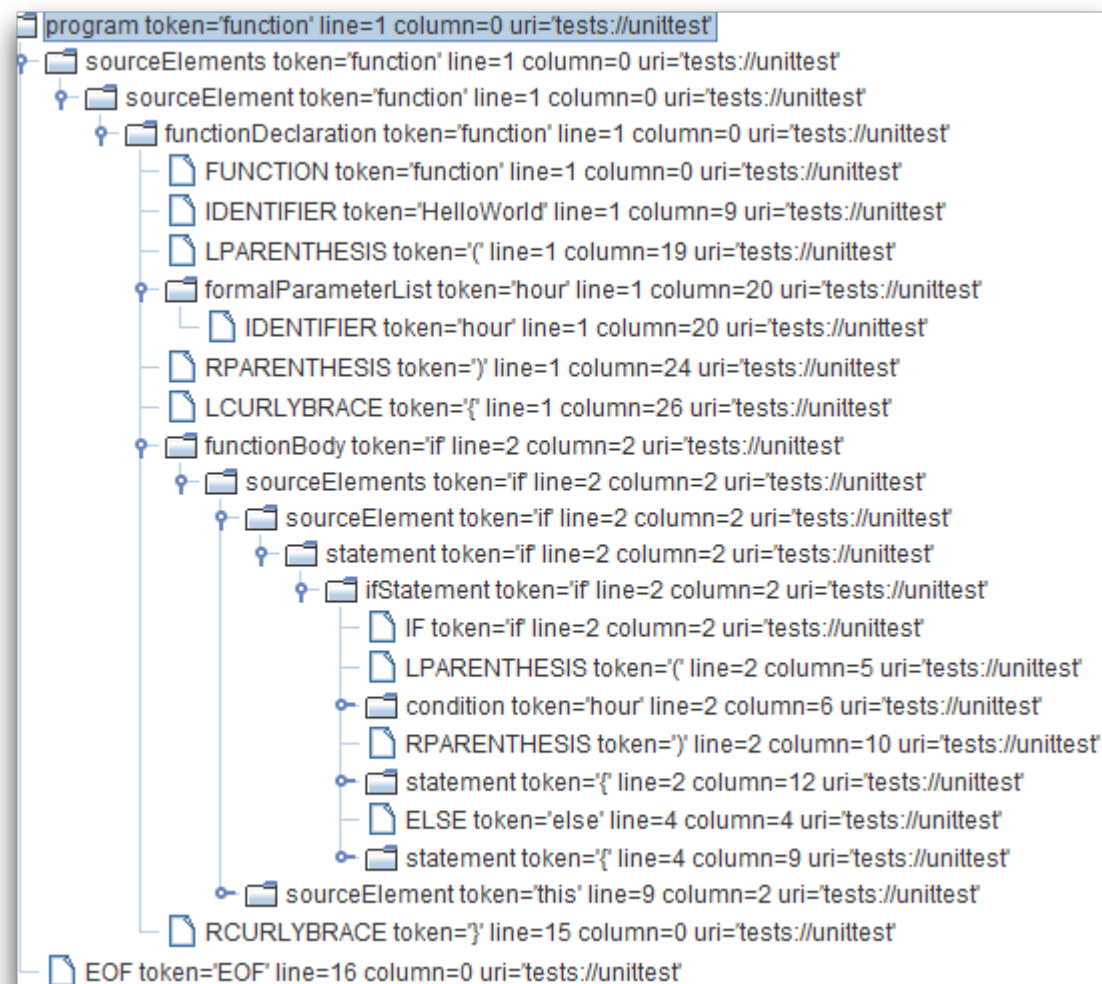 program token='function' line=1 column=0 uri='tests://unittest'
sourceElements token='function' line=1 column=0 uri='tests://unittest'
sourceElement token='function' line=1 column=0 uri='tests://unittest'
functionDeclaration token='function' line=1 column=0 uri='tests://unittest'
FUNCTION token='function' line=1 column=0 uri='tests://unittest'
IDENTIFIER token='HelloWorld' line=1 column=9 uri='tests://unittest'
LPARENTHESIS token='(' line=1 column=19 uri='tests://unittest'
formalParameterList token='hour' line=1 column=20 uri='tests://unittest'
IDENTIFIER token='hour' line=1 column=20 uri='tests://unittest'
RPARENTHESIS token=')' line=1 column=24 uri='tests://unittest'
LCURLYBRACE token='{' line=1 column=26 uri='tests://unittest'
functionBody token='if' line=2 column=2 uri='tests://unittest'
sourceElements token='if' line=2 column=2 uri='tests://unittest'
sourceElement token='if' line=2 column=2 uri='tests://unittest'
statement token='if' line=2 column=2 uri='tests://unittest'
ifStatement token='if' line=2 column=2 uri='tests://unittest'
IF token='if' line=2 column=2 uri='tests://unittest'
LPARENTHESIS token='(' line=2 column=5 uri='tests://unittest'
condition token='hour' line=2 column=6 uri='tests://unittest'
RPARENTHESIS token=')' line=2 column=10 uri='tests://unittest'
statement token='{' line=2 column=12 uri='tests://unittest'
ELSE token='else' line=4 column=4 uri='tests://unittest'
statement token='{' line=4 column=9 uri='tests://unittest'
sourceElement token='this' line=9 column=2 uri='tests://unittest'
RCURLYBRACE token='}' line=15 column=0 uri='tests://unittest'
EOF token='EOF' line=16 column=0 uri='tests://unittest'